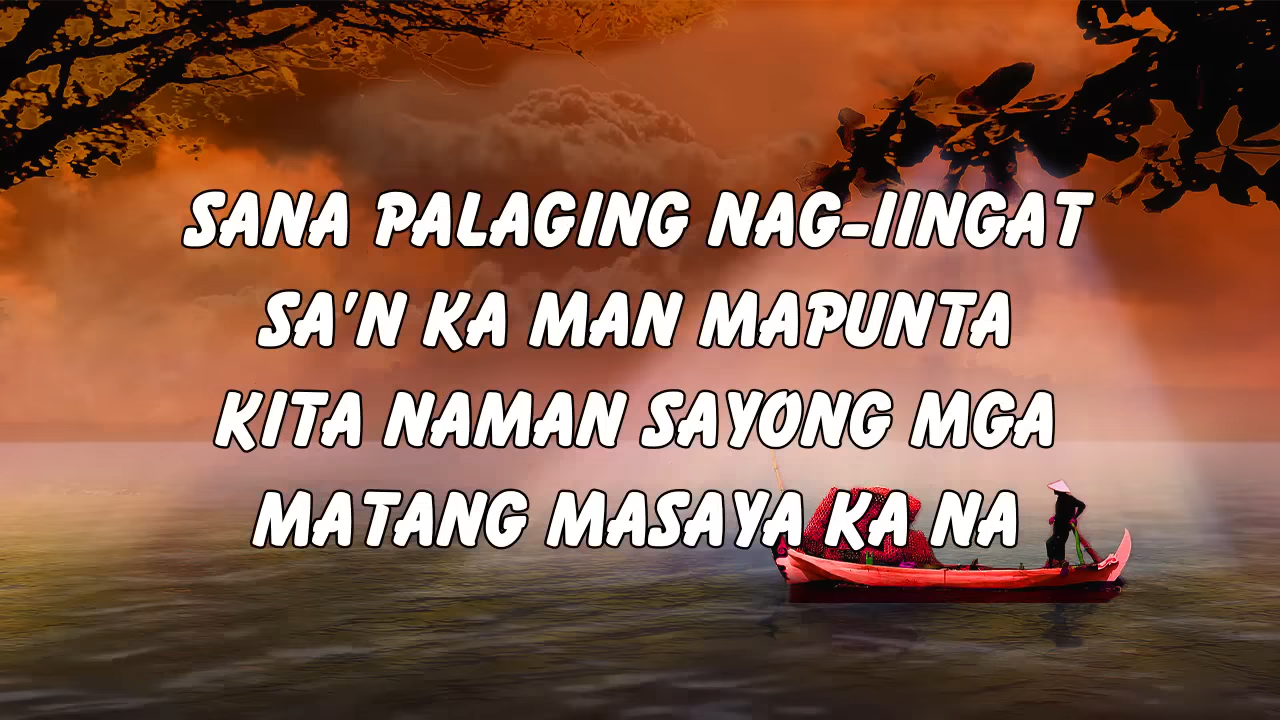 SANA PALAGING NAG-IINGAT
SA'N KA MAN MAPUNTA
KITA NAMAN SAYONG MGA
MATANG MASAYA KA NA